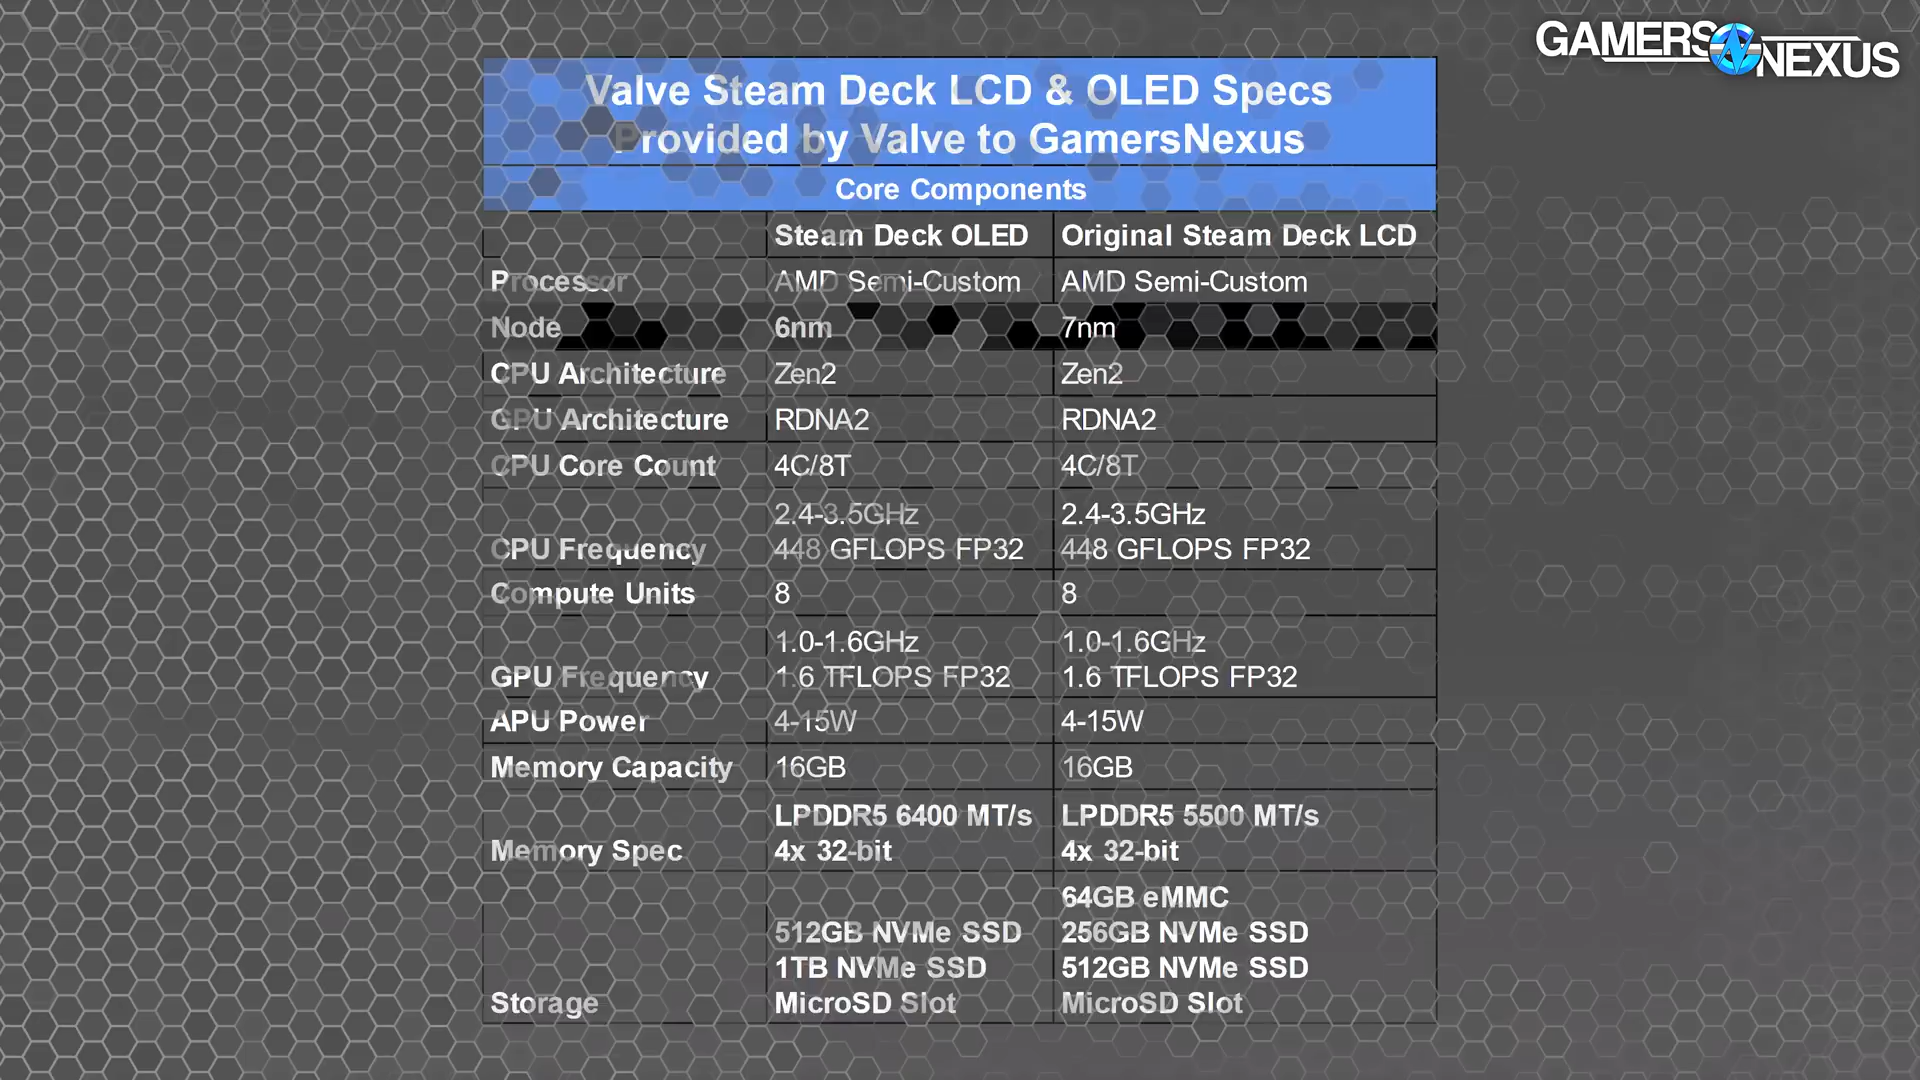 GAMERS NEXUS
Valve Steam Deck LCD & OLED Specs
Provided by Valve to GamersNexus
Core Components
Steam Deck OLED Original Steam Deck LCD
Processor AMD Semi-Custom AMD Semi-Custom
Node 6nm 7nm
CPU Architecture Zen2 Zen2
GPU Architecture RDNA2 RDNA2
CPU Core Count 4C/8T 4C/8T
2.4-3.5GHz 2.4-3.5GHz
CPU Frequency 448 GFLOPS FP32 448 GFLOPS FP32
Compute Units 8 8
1.0-1.6GHz 1.0-1.6GHz
GPU Frequency 1.6 TFLOPS FP32 1.6 TFLOPS FP32
APU Power 4-15W 4-15W
Memory Capacity 16GB 16GB
LPDDR5 6400 MT/s LPDDR5 5500 MT/s
Memory Spec 4x 32-bit 4x 32-bit
64GB eMMC
512GB NVMe SSD 256GB NVMe SSD
1TB NVMe SSD 512GB NVMe SSD
Storage MicroSD Slot MicroSD Slot